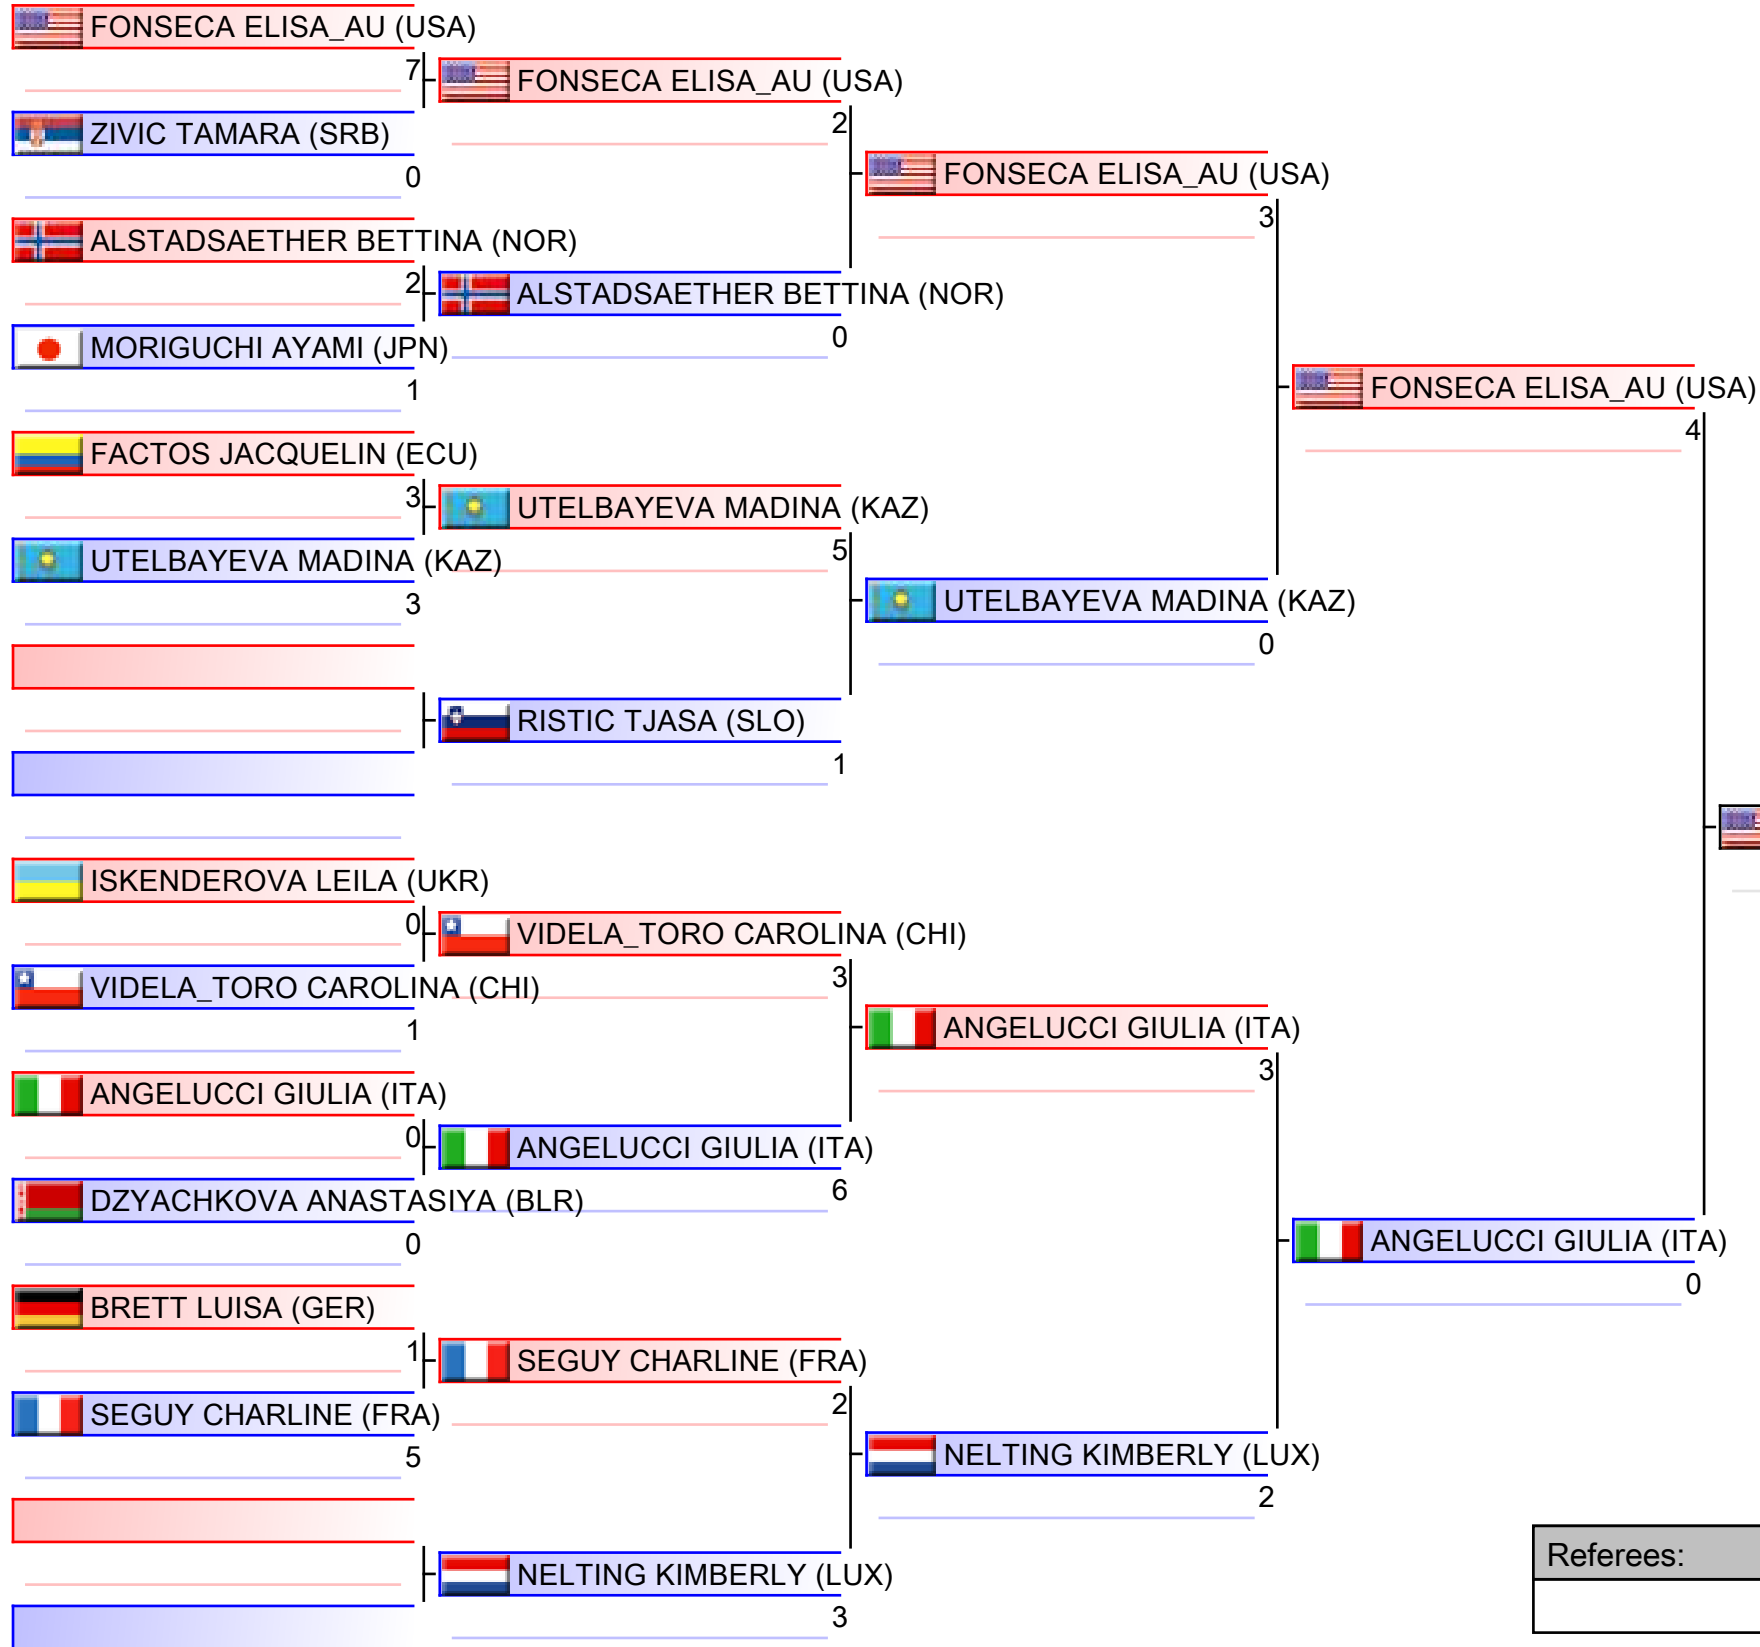 FONSECA ELISA_AU (USA)
7
FONSECA ELISA_AU (USA)
ZIVIC TAMARA (SRB)
2
0
FONSECA ELISA_AU (USA)
ALSTADSAETHER BETTINA (NOR)
3
2
ALSTADSAETHER BETTINA (NOR)
MORIGUCHI AYAMI (JPN)
0
1
FONSECA ELISA_AU (USA)
4
FACTOS JACQUELIN (ECU)
3
UTELBAYEVA MADINA (KAZ)
UTELBAYEVA MADINA (KAZ)
5
3
UTELBAYEVA MADINA (KAZ)
0
RISTIC TJASA (SLO)
1
ISKENDEROVA LEILA (UKR)
0
VIDELA_TORO CAROLINA (CHI)
VIDELA_TORO CAROLINA (CHI)
3
1
ANGELUCCI GIULIA (ITA)
3
ANGELUCCI GIULIA (ITA)
0
ANGELUCCI GIULIA (ITA)
DZYACHKOVA ANASTASIYA (BLR)
6
0
ANGELUCCI GIULIA (ITA)
0
BRETT LUISA (GER)
1
SEGUY CHARLINE (FRA)
SEGUY CHARLINE (FRA)
2
5
NELTING KIMBERLY (LUX)
2
NELTING KIMBERLY (LUX)
3
Referees: